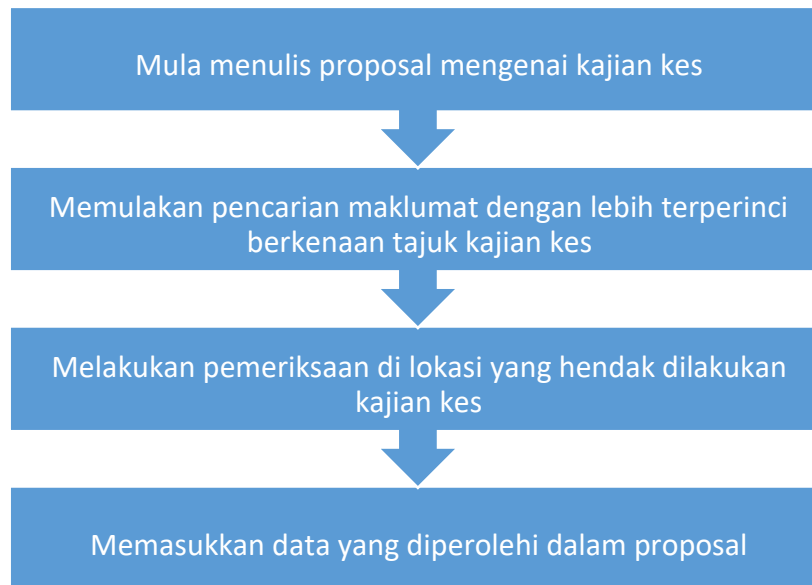 Mula menulis proposal mengenai kajian kes
Memulakan pencarian maklumat dengan lebih terperinci
berkenaan tajuk kajian kes
Melakukan pemeriksaan di lokasi yang hendak dilakukan
kajian kes
Memasukkan data yang diperolehi dalam proposal